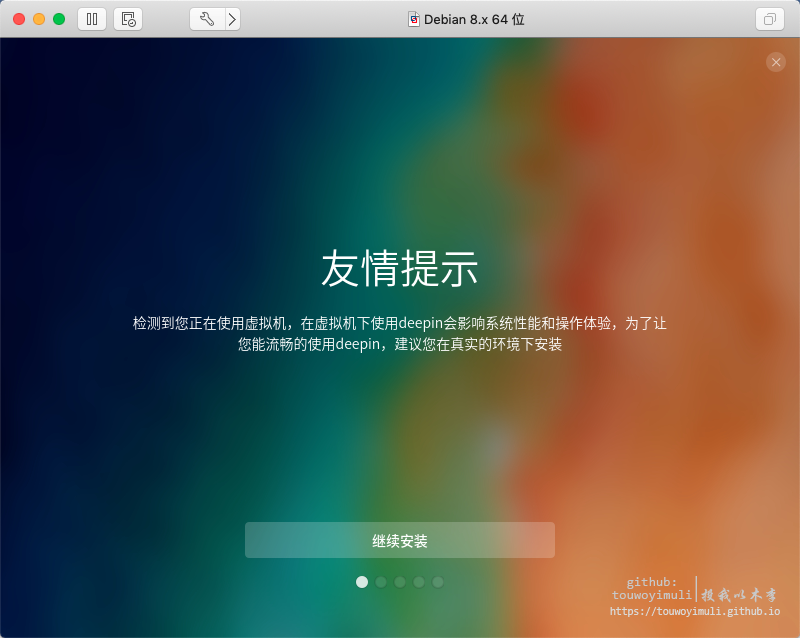 Debian 8.x 64 位
友情提示
检测到您正在使用虚拟机，在虚拟机下使用deepin会影响系统性能和操作体验，为了让
您能流畅的使用deepin，建议您在真实的环境下安装
继续安装
github:
touwoyimuli
投我以木李
https://touwoyimuli.github.io